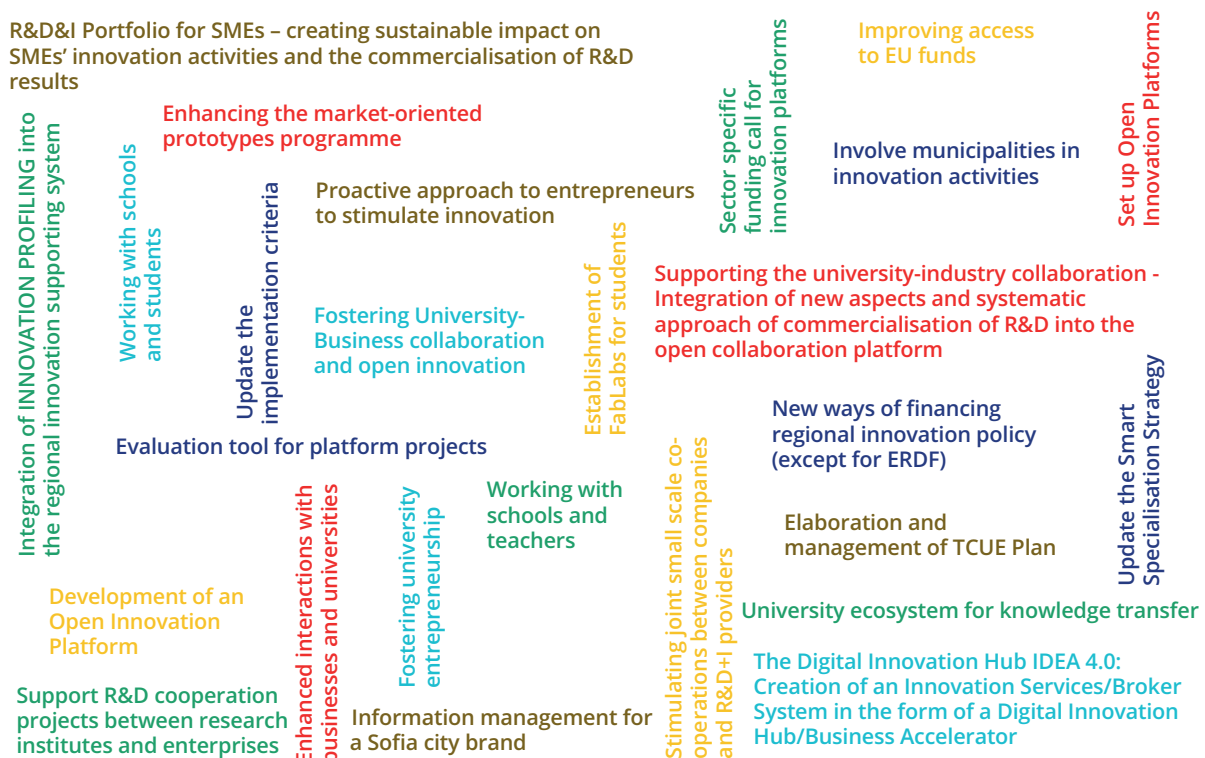 R&D&I Portfolio for SMEs – creating sustainable impact on
SMEs’ innovation activities and the commercialisation of R&D
results
Improving access
to EU funds
Set up Open
Innovation Platforms
Sector specific
funding call for
innovation platforms
Enhancing the market-oriented
prototypes programme
Integration of INNOVATION PROFILING into
the regional innovation supporting system
Working with schools
and students
Involve municipalities in
innovation activities
Proactive approach to entrepreneurs
to stimulate innovation
Update the
implementation criteria
Establishment of
FabLabs for students
Supporting the university-industry collaboration -
Integration of new aspects and systematic
approach of commercialisation of R&D into the
open collaboration platform
Fostering University-
Business collaboration
and open innovation
Update the Smart
Specialisation Strategy
New ways of financing
regional innovation policy
(except for ERDF)
Evaluation tool for platform projects
Stimulating joint small scale co-
operations between companies
and R&D+I providers
Enhanced interactions with
businesses and universities
Fostering university
entrepreneurship
Working with
schools and
teachers
Elaboration and
management of TCUE Plan
Development of an
Open Innovation
Platform
University ecosystem for knowledge transfer
The Digital Innovation Hub IDEA 4.0:
Creation of an Innovation Services/Broker
System in the form of a Digital Innovation
Hub/Business Accelerator
Support R&D cooperation
projects between research
institutes and enterprises
Information management for
a Sofia city brand